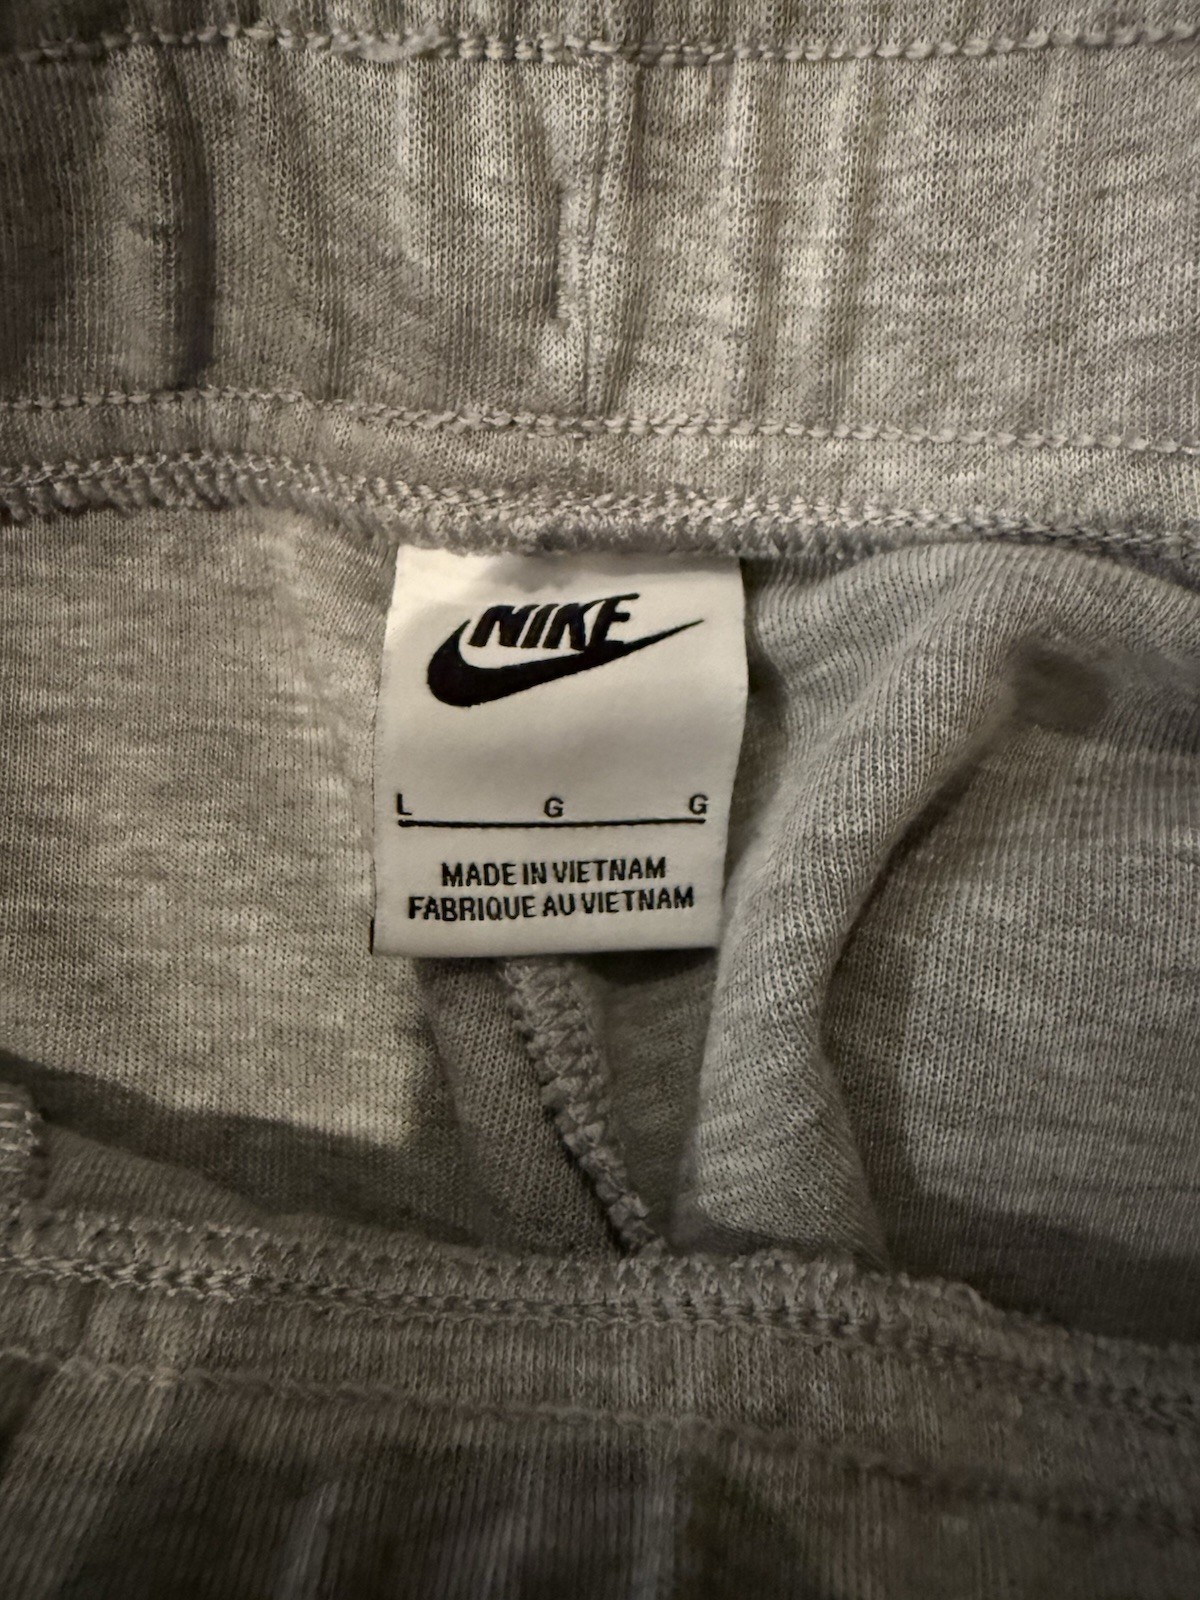 NIKE
L G G
MADE IN VIETNAM
FABRIQUE AU VIETNAM